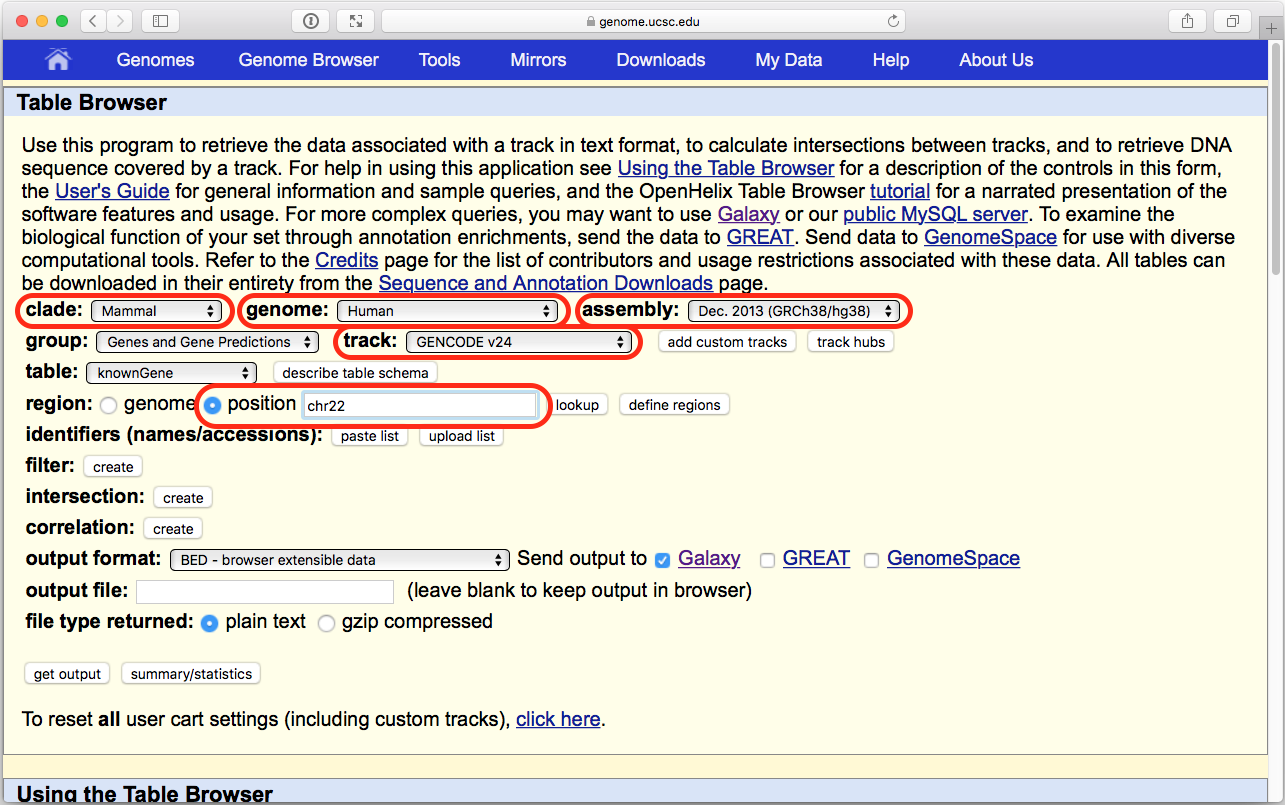 genome.ucsc.edu
Genomes Genome Browser Tools Mirrors Downloads My Data Help About Us
Table Browser
Use this program to retrieve the data associated with a track in text format, to calculate intersections between tracks, and to retrieve DNA
sequence covered by a track. For help in using this application see Using the Table Browser for a description of the controls in this form,
the User's Guide for general information and sample queries, and the OpenHelix Table Browser tutorial for a narrated presentation of the
software features and usage. For more complex queries, you may want to use Galaxy or our public MySQL server. To examine the
biological function of your set through annotation enrichments, send the data to GREAT. Send data to GenomeSpace for use with diverse
computational tools. Refer to the Credits page for the list of contributors and usage restrictions associated with these data. All tables can
be downloaded in their entirety from the Sequence and Annotation Downloads page.
clade: Mammal genome: Human assembly: Dec. 2013 (GRCh38/hg38)
group: Genes and Gene Predictions track: GENCODE v24 add custom tracks track hubs
table: knownGene describe table schema
region: genome position chr22 lookup define regions
identifiers (names/accessions): paste list upload list
filter: create
intersection: create
correlation: create
output format: BED - browser extensible data Send output to Galaxy GREAT GenomeSpace
output file: (leave blank to keep output in browser)
file type returned: plain text gzip compressed
get output summary/statistics
To reset all user cart settings (including custom tracks), click here.
Using the Table Browser